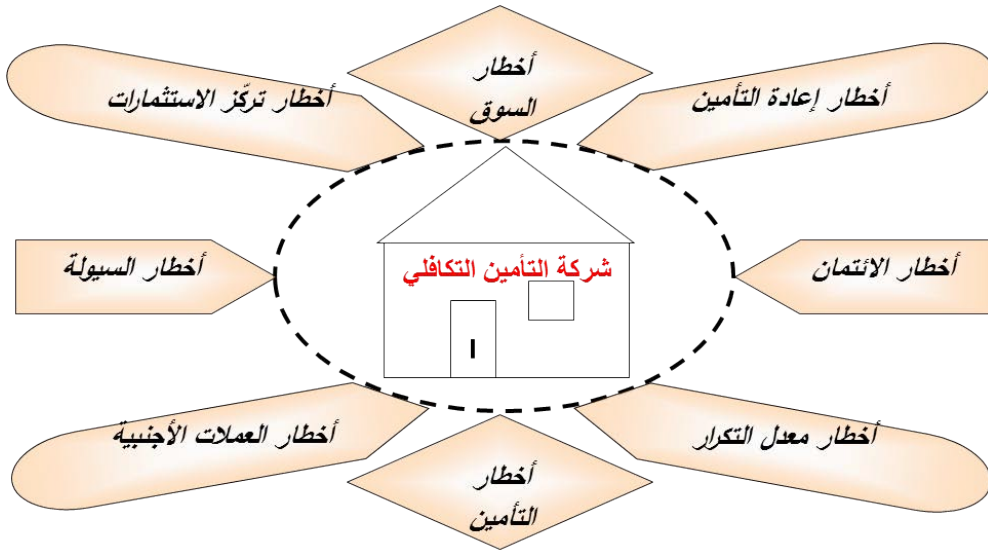 أخطار
السوق
أخطار إعادة التأمين
أخطار تركّز الاستثمارات
شركة التأمين التكافلي
أخطار الائتمان
أخطار السيولة
أخطار معدل التكرار
أخطار العملات الأجنبية
أخطار
التأمين